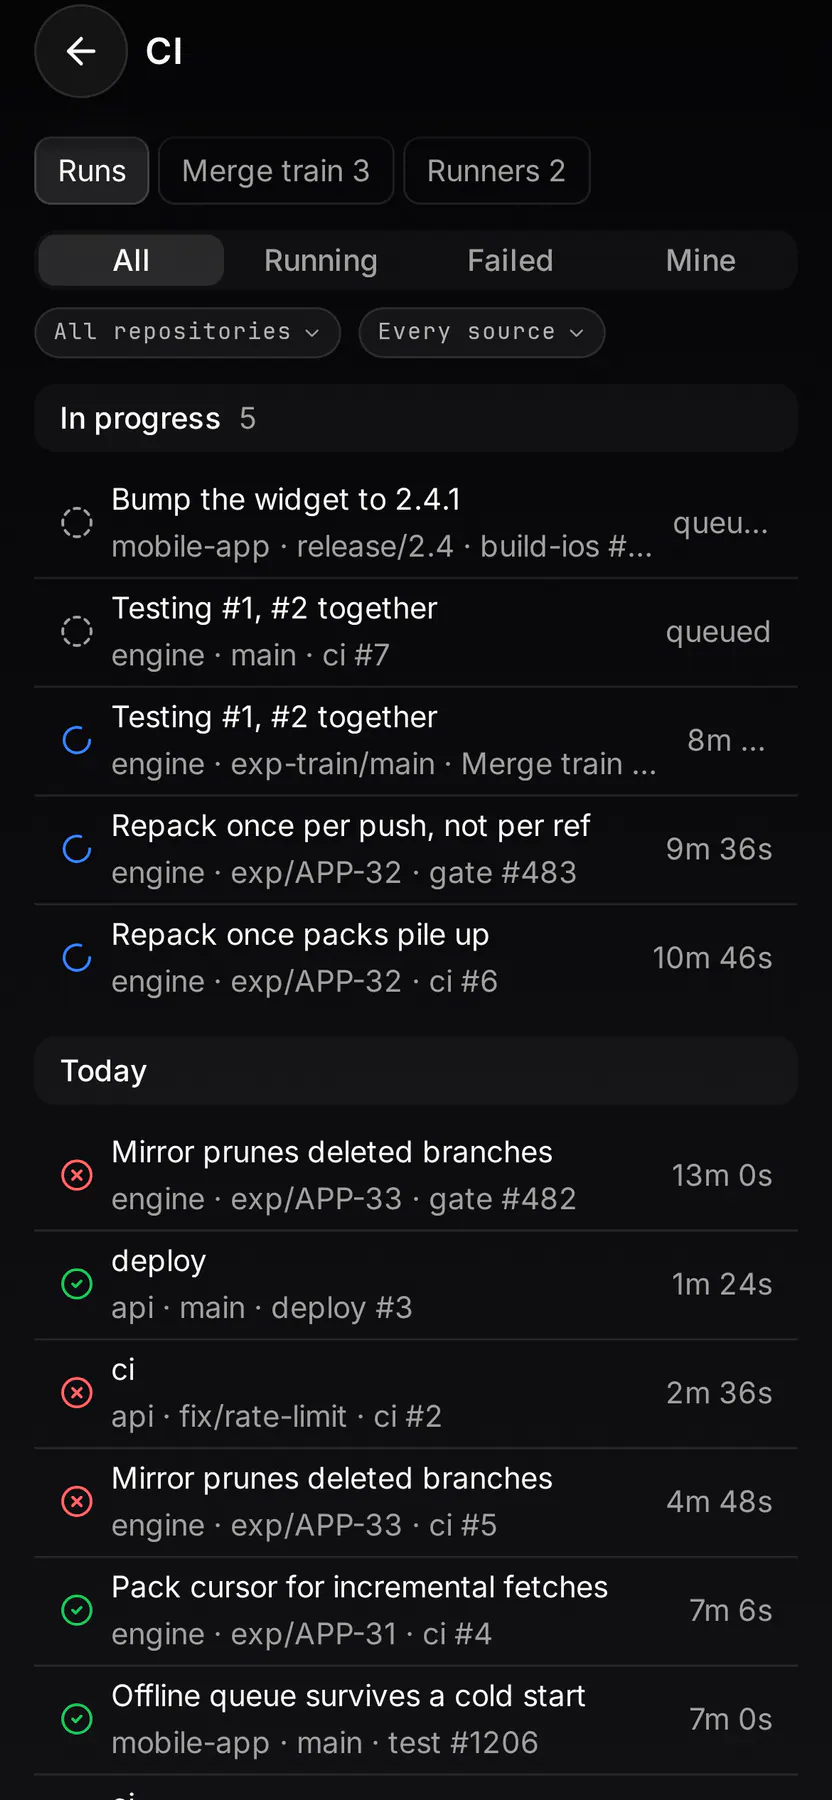 CI
Runs
Merge train 3
Runners 2
All
Running
Failed
Mine
All repositories
Every source
In progress 5
Bump the widget to 2.4.1
mobile-app · release/2.4 · build-ios #...
queu...
Testing #1, #2 together
engine · main · ci #7
queued
Testing #1, #2 together
engine · exp-train/main · Merge train ...
8m ...
Repack once per push, not per ref
engine · exp/APP-32 · gate #483
9m 36s
Repack once packs pile up
engine · exp/APP-32 · ci #6
10m 46s
Today
Mirror prunes deleted branches
engine · exp/APP-33 · gate #482
13m 0s
deploy
api · main · deploy #3
1m 24s
ci
api · fix/rate-limit · ci #2
2m 36s
Mirror prunes deleted branches
engine · exp/APP-33 · ci #5
4m 48s
Pack cursor for incremental fetches
engine · exp/APP-31 · ci #4
7m 6s
Offline queue survives a cold start
mobile-app · main · test #1206
7m 0s